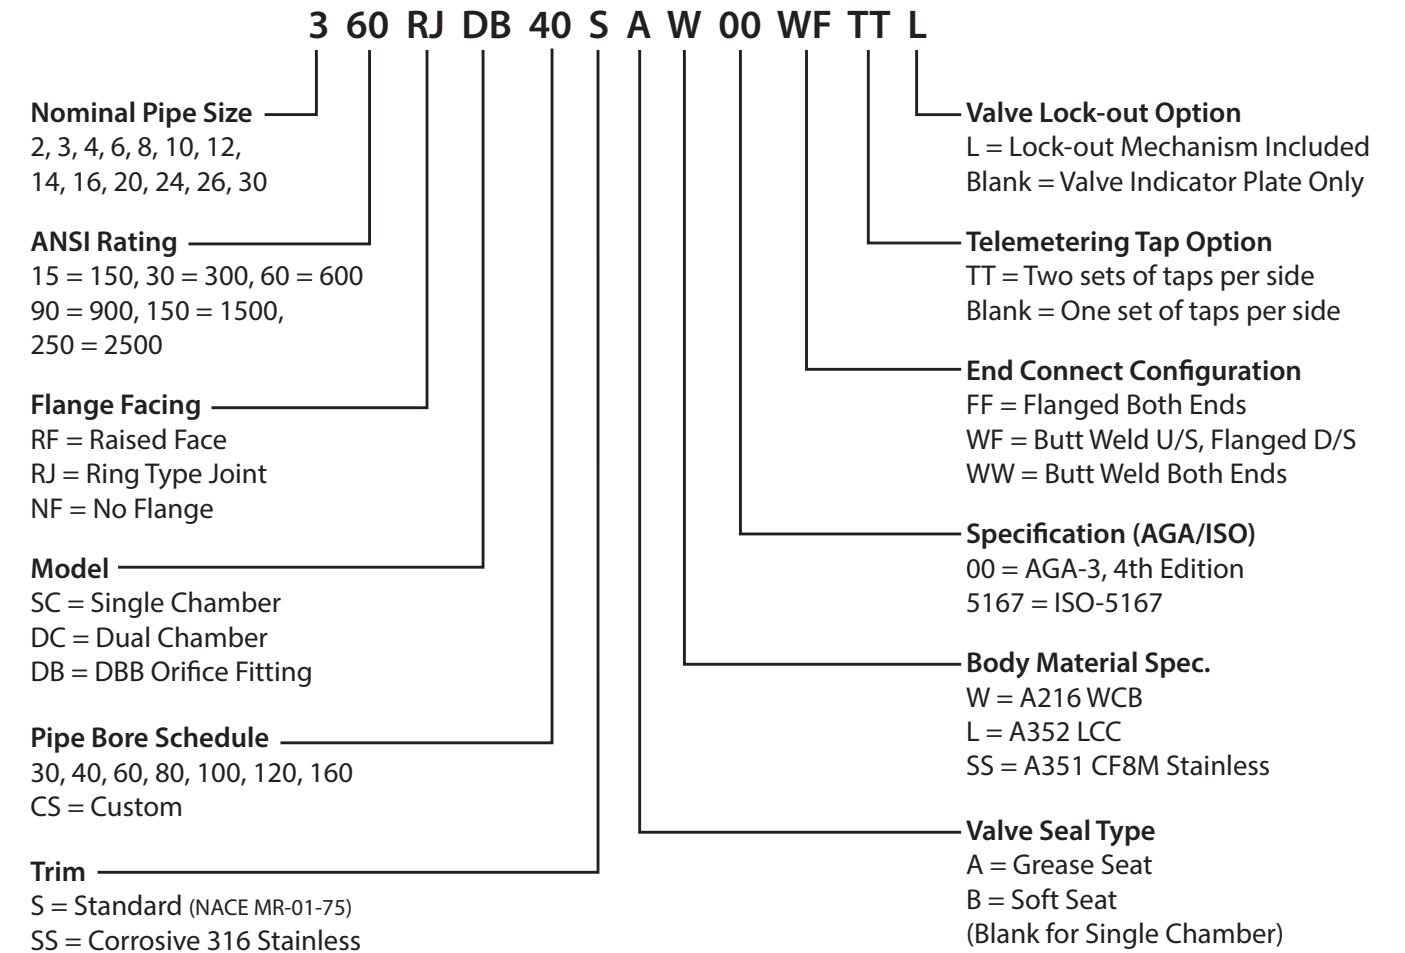 3 60 RJ DB 40 S A W 00 WF TT L
Nominal Pipe Size
2, 3, 4, 6, 8, 10, 12,
14, 16, 20, 24, 26, 30
ANSI Rating
15 = 150, 30 = 300, 60 = 600
90 = 900, 150 = 1500,
250 = 2500
Flange Facing
RF = Raised Face
RJ = Ring Type Joint
NF = No Flange
Model
SC = Single Chamber
DC = Dual Chamber
DB = DBB Orifice Fitting
Pipe Bore Schedule
30, 40, 60, 80, 100, 120, 160
CS = Custom
Trim
S = Standard (NACE MR-01-75)
SS = Corrosive 316 Stainless
Valve Lock-out Option
L = Lock-out Mechanism Included
Blank = Valve Indicator Plate Only
Telemetering Tap Option
TT = Two sets of taps per side
Blank = One set of taps per side
End Connect Configuration
FF = Flanged Both Ends
WF = Butt Weld U/S, Flanged D/S
WW = Butt Weld Both Ends
Specification (AGA/ISO)
00 = AGA-3, 4th Edition
5167 = ISO-5167
Body Material Spec.
W = A216 WCB
L = A352 LCC
SS = A351 CF8M Stainless
Valve Seal Type
A = Grease Seat
B = Soft Seat
(Blank for Single Chamber)